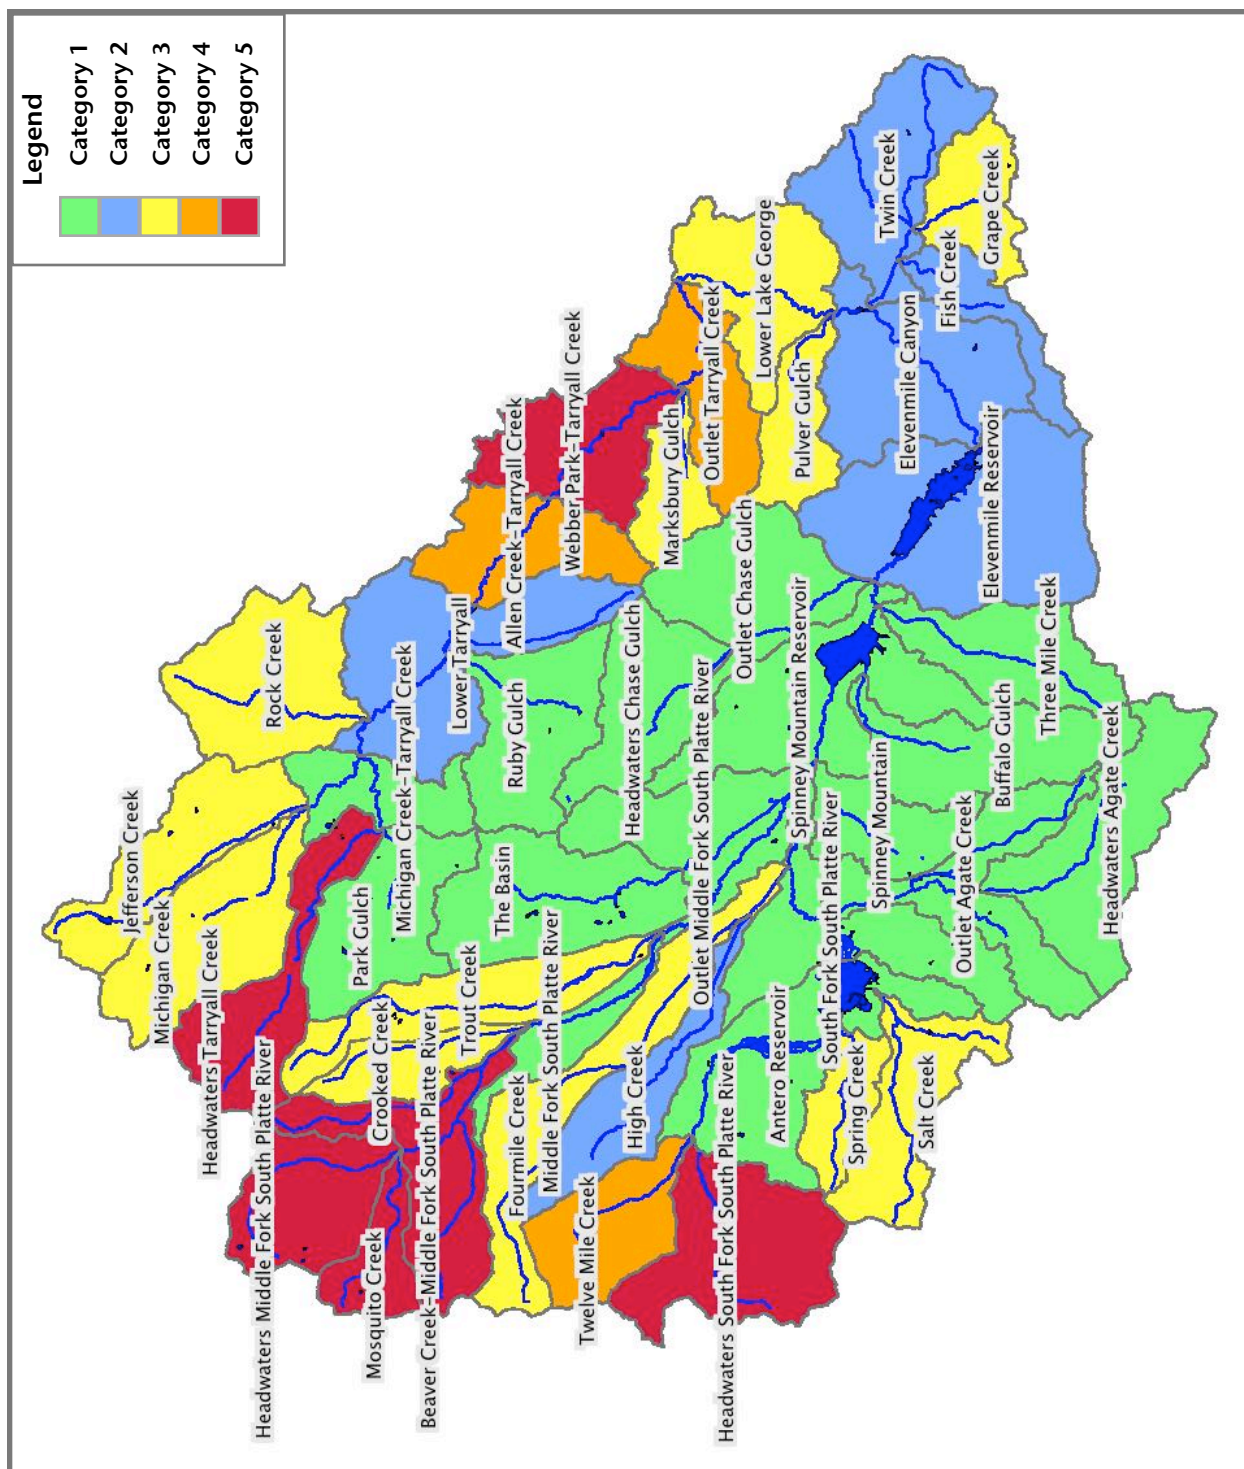 Legend
Category 1
Category 2
Category 3
Category 4
Category 5
Jefferson Creek
Michigan Creek
Headwaters Tarryall Creek
Headwaters Middle Fork South Platte River
Rock Creek
Park Gulch
Michigan Creek-Tarryall Creek
Crooked Creek
Mosquito Creek
Beaver Creek-Middle Fork South Platte River
Trout Creek
The Basin
Lower Tarryall
Ruby Gulch
Allen Creek-Tarryall Creek
Webber Park-Tarryall Creek
Fourmile Creek
Middle Fork South Platte River
Twelve Mile Creek
High Creek
Headwaters Chase Gulch
Marksbury Gulch
Outlet Tarryall Creek
Outlet Middle Fork South Platte River
Headwaters South Fork South Platte River
Outlet Chase Gulch
Lower Lake George
Pulver Gulch
Antero Reservoir
Spinney Mountain Reservoir
South Fork South Platte River
Spring Creek
Spinney Mountain
Twin Creek
Elevenmile Canyon
Salt Creek
Fish Creek
Outlet Agate Creek
Grape Creek
Elevenmile Reservoir
Buffalo Gulch
Three Mile Creek
Headwaters Agate Creek